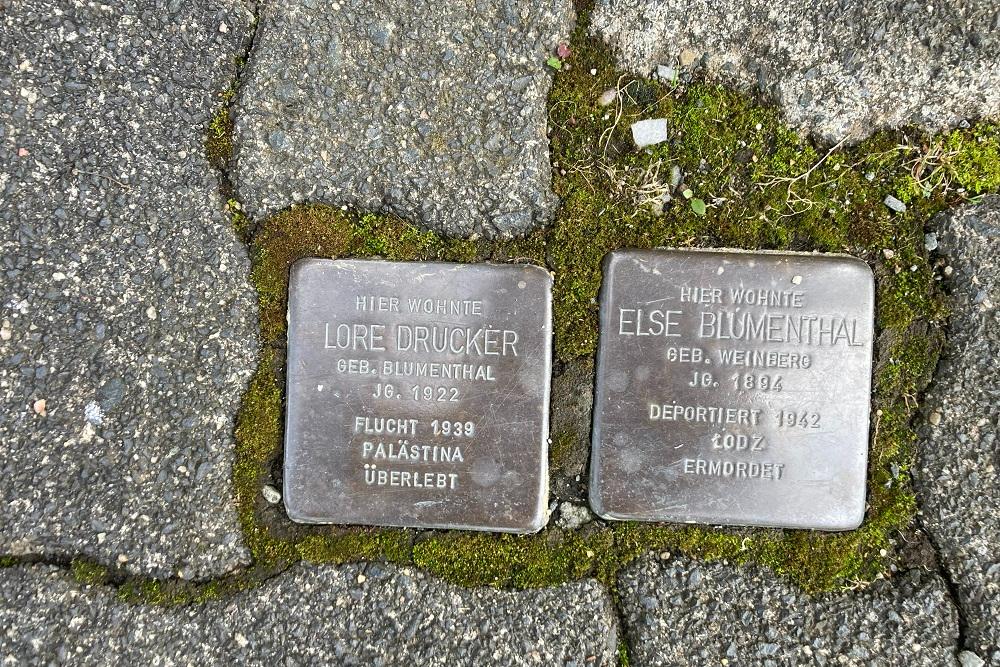 HIER WOHNTE
LORE DRUCKER
GEB. BLUMENTHAL
JG. 1922
FLUCHT 1939
PALÄSTINA
ÜBERLEBT
HIER WOHNTE
ELSE BLUMENTHAL
GEB. WEINBERG
JG. 1894
DEPORTIERT 1942
ŁODZ
ERMORDET